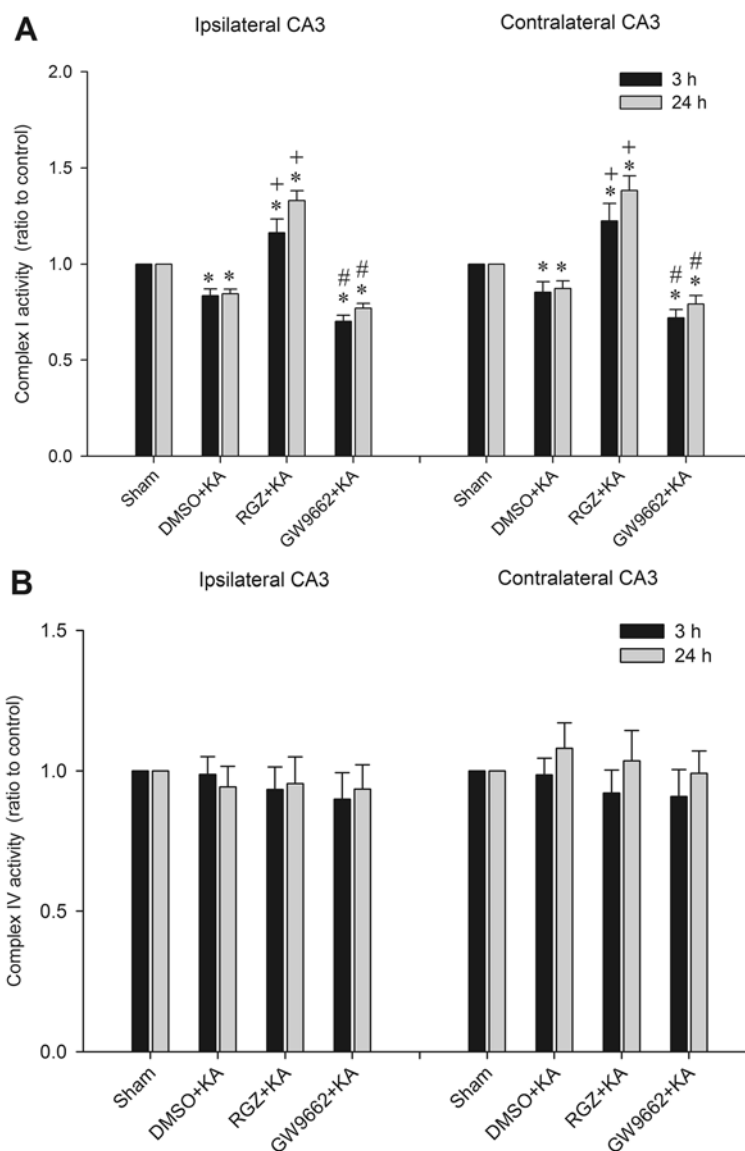 A
Ipsilateral CA3
Contralateral CA3
Complex I activity (ratio to control)
2.0
1.5
1.0
0.5
0.0
3 h
24 h
* *
+ +
* *
# #
* *
* *
+ +
* *
# #
* *
Sham
DMSO+KA
RGZ+KA
GW9662+KA
Sham
DMSO+KA
RGZ+KA
GW9662+KA
B
Ipsilateral CA3
Contralateral CA3
Complex IV activity (ratio to control)
1.5
1.0
0.5
0.0
3 h
24 h
Sham
DMSO+KA
RGZ+KA
GW9662+KA
Sham
DMSO+KA
RGZ+KA
GW9662+KA